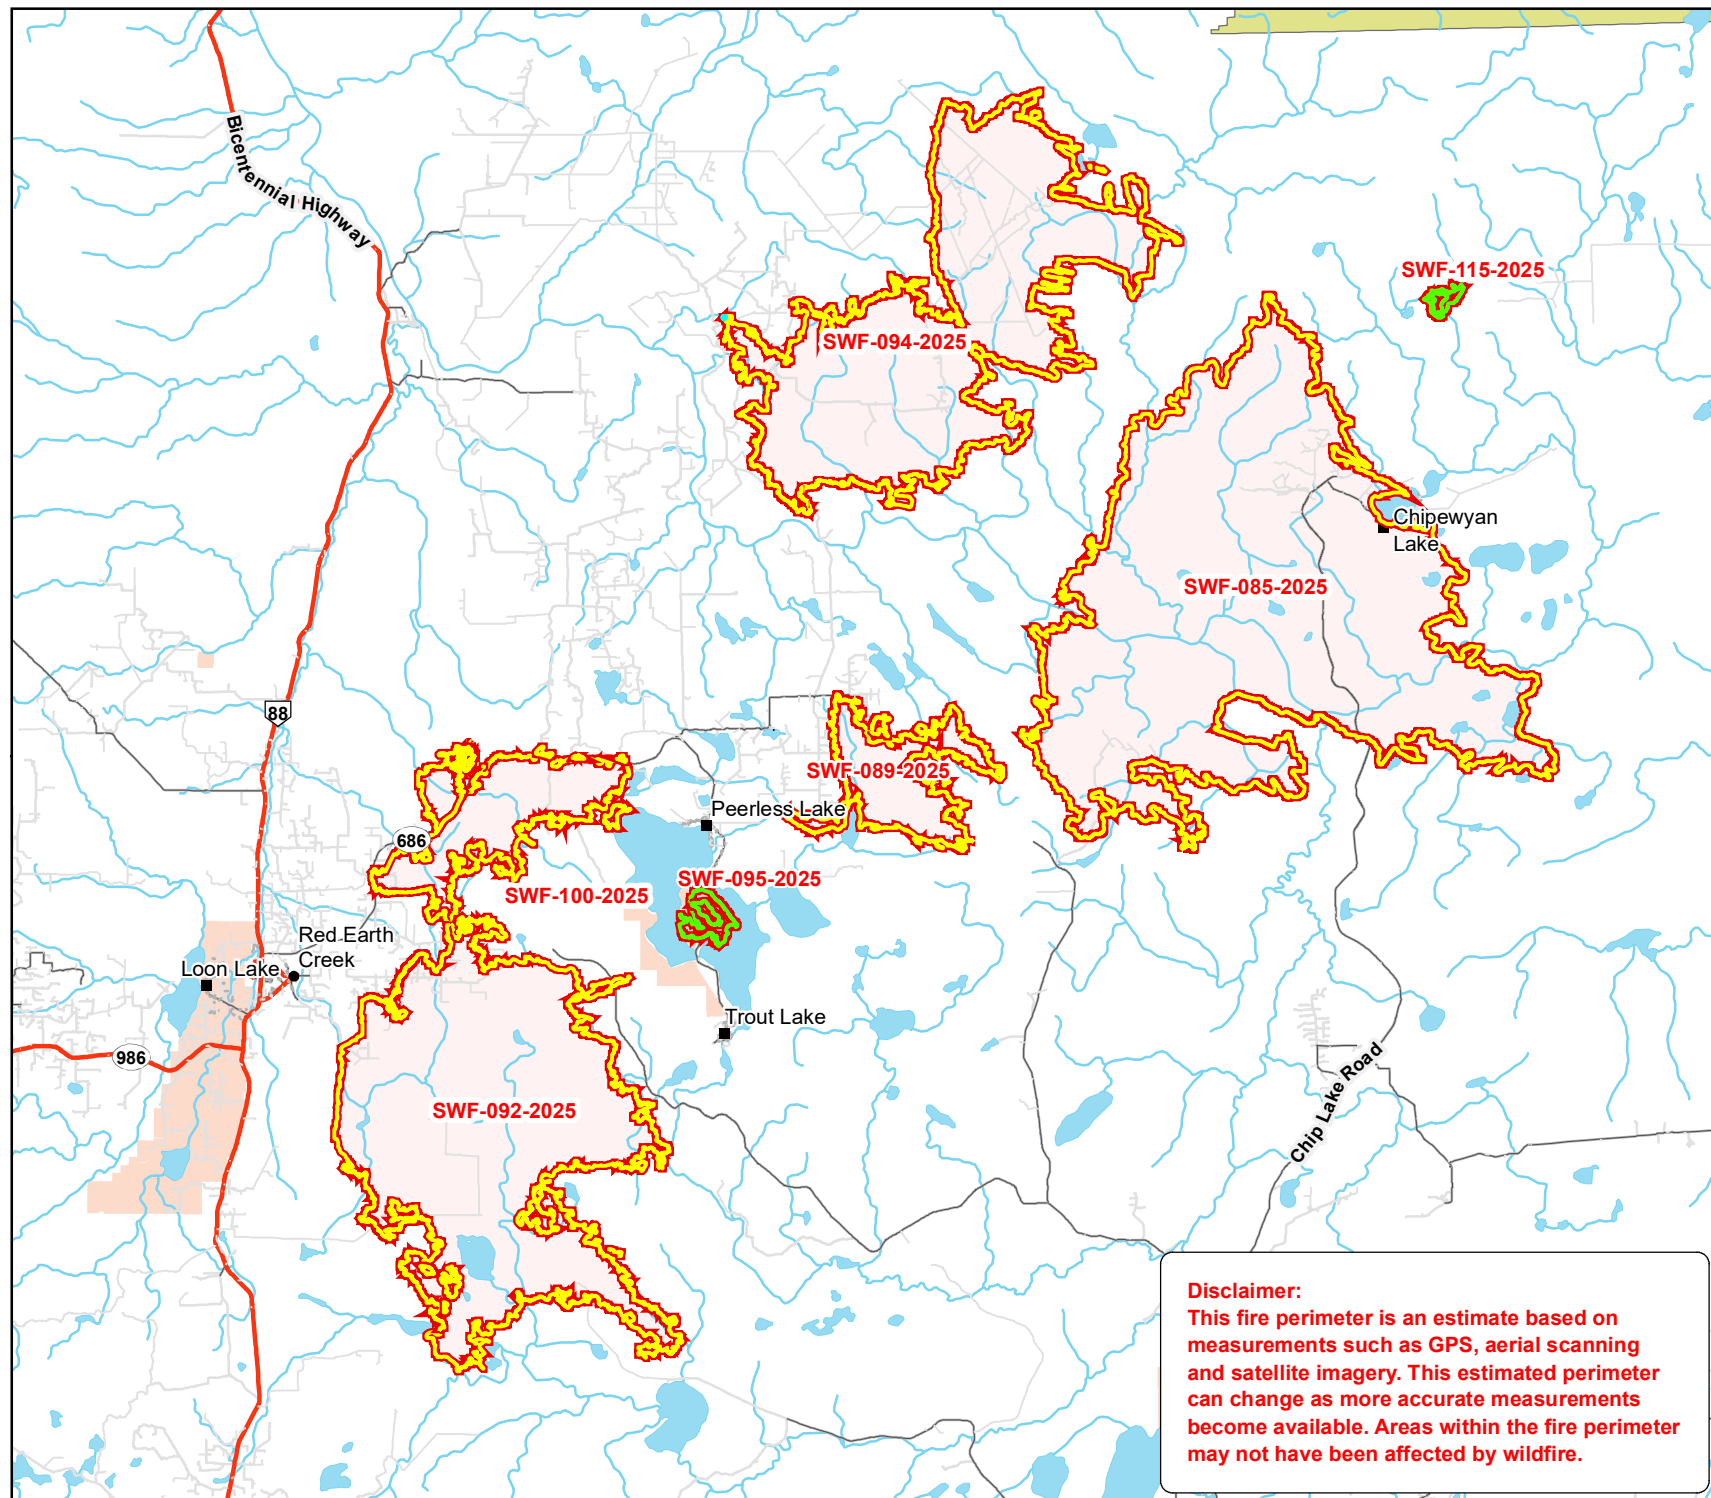 Bicentennial Highway
SWF-115-2025
SWF-094-2025
Chipewyan
Lake
SWF-085-2025
88
SWF-089-2025
Peerless Lake
686
SWF-095-2025
SWF-100-2025
Red Earth
Creek
Loon Lake
Trout Lake
986
SWF-092-2025
Chip Lake Road
Disclaimer:
This fire perimeter is an estimate based on
measurements such as GPS, aerial scanning
and satellite imagery. This estimated perimeter
can change as more accurate measurements
become available. Areas within the fire perimeter
may not have been affected by wildfire.